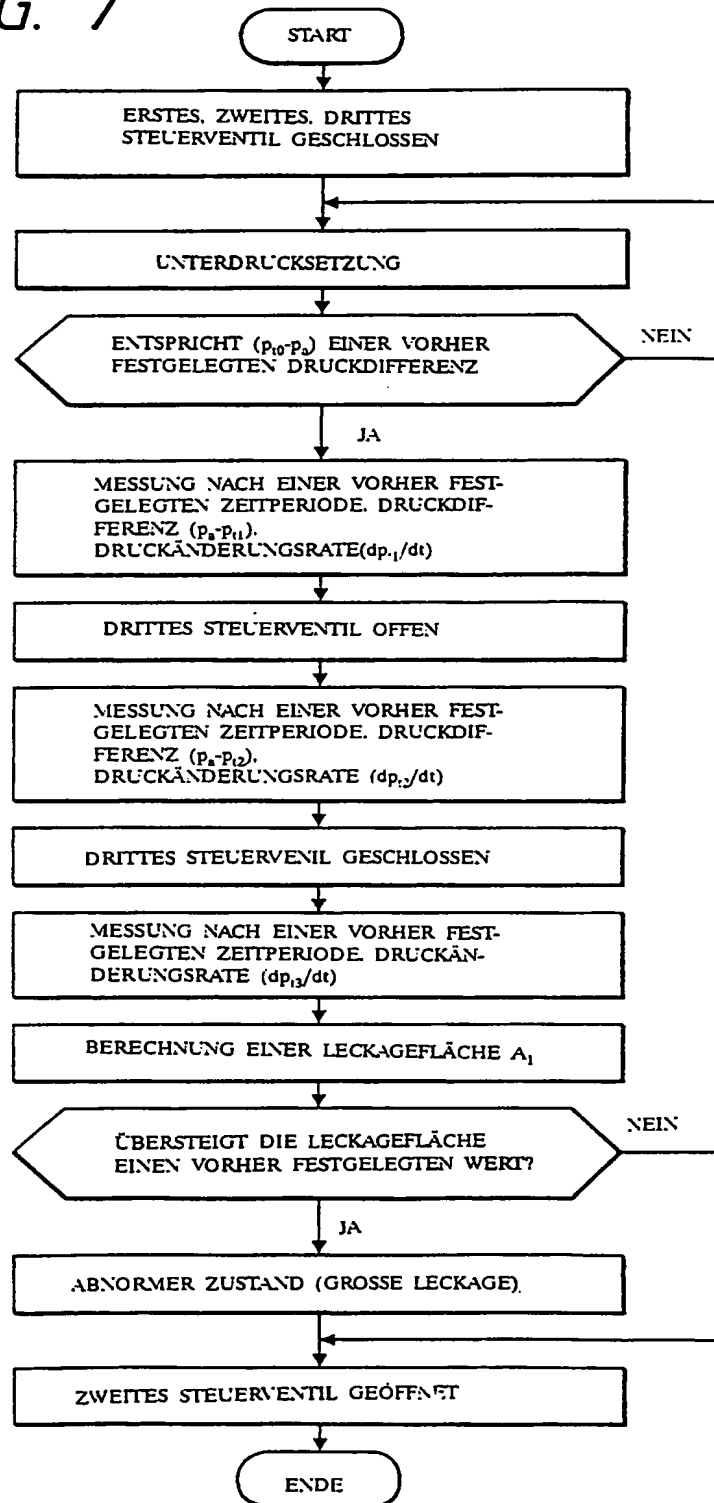 G. 7
START
ERSTES, ZWEITES, DRITTES
STEUERVENTIL GESCHLOSSEN
UNTERDRUCKSETZUNG
ENTSPRICHT (pt0-pa) EINER VORHER
FESTGELEGTEN DRUCKDIFFERENZ
NEIN
JA
MESSUNG NACH EINER VORHER FEST-
GELEGTEN ZEITPERIODE. DRUCKDIF-
FERENZ (pa-pt1).
DRUCKÄNDERUNGSRATE(dpt1/dt)
DRITTES STEUERVENTIL OFFEN
MESSUNG NACH EINER VORHER FEST-
GELEGTEN ZEITPERIODE. DRUCKDIF-
FERENZ (pa-pt2).
DRUCKÄNDERUNGSRATE (dpt2/dt)
DRITTES STEUERVENIL GESCHLOSSEN
MESSUNG NACH EINER VORHER FEST-
GELEGTEN ZEITPERIODE. DRUCKÄN-
DERUNGSRATE (dpt3/dt)
BERECHNUNG EINER LECKAGEFLÄCHE A1
ÜBERSTEIGT DIE LECKAGEFLÄCHE
EINEN VORHER FESTGELEGTEN WERT?
NEIN
JA
ABNORMER ZUSTAND (GROSSE LECKAGE).
ZWEITES STEUERVENTIL GEÖFFNET
ENDE